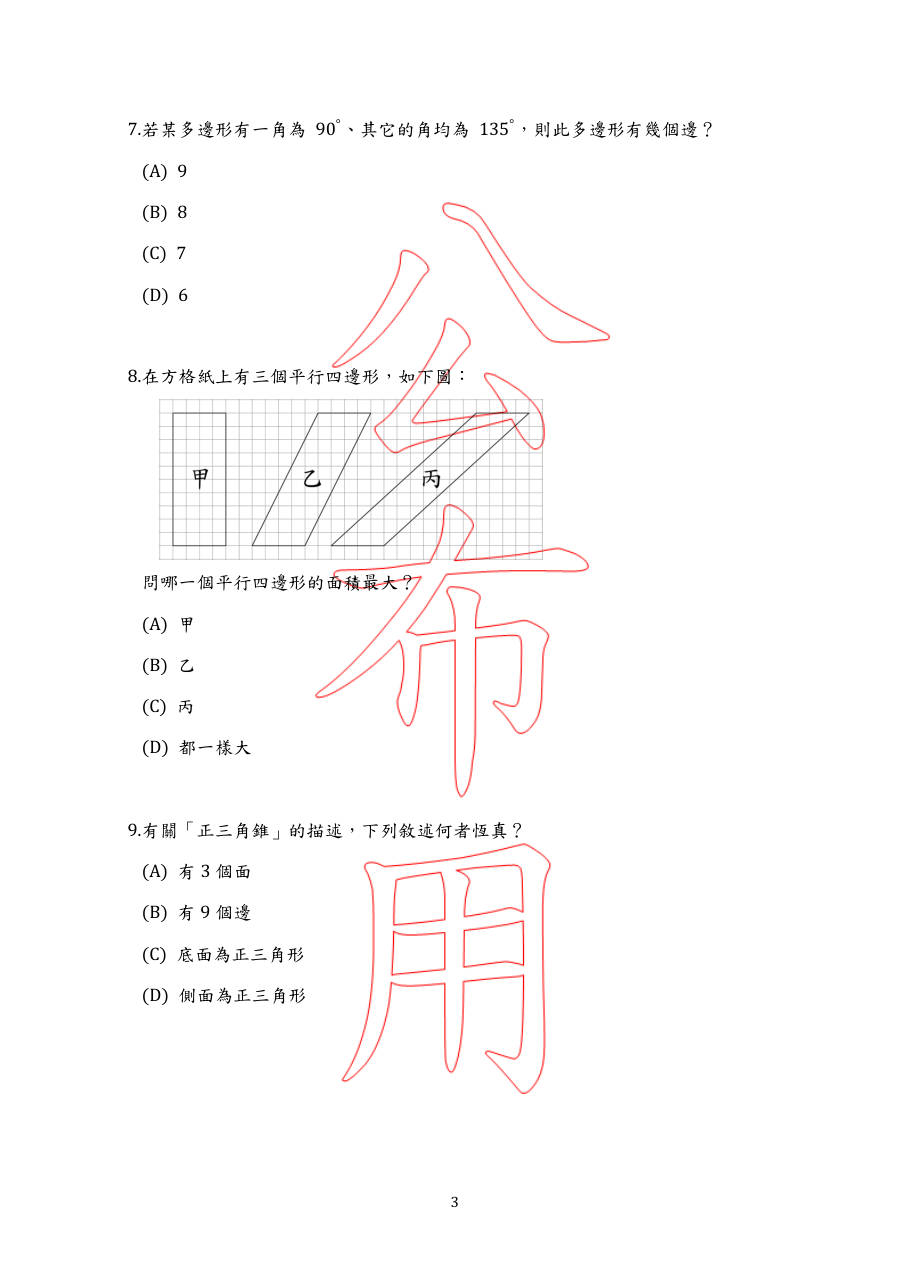 7.若某多邊形有一角為 90°、其它的角均為 135°，則此多邊形有幾個邊？
(A) 9
(B) 8
(C) 7
(D) 6
8.在方格紙上有三個平行四邊形，如下圖：
甲 乙 丙
問哪一個平行四邊形的面積最大？
(A) 甲
(B) 乙
(C) 丙
(D) 都一樣大
9.有關「正三角錐」的描述，下列敘述何者恆真？
(A) 有 3 個面
(B) 有 9 個邊
(C) 底面為正三角形
(D) 側面為正三角形
公布用
3